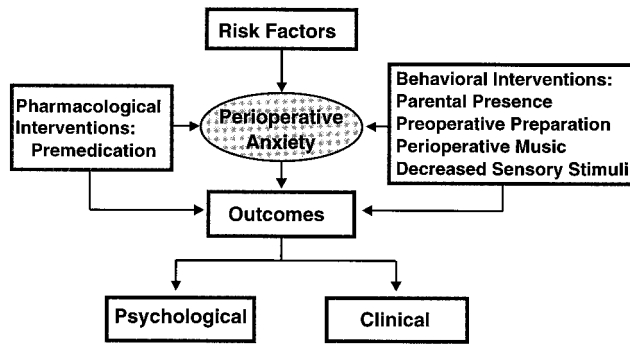 Risk Factors
Pharmacological
Interventions:
Premedication
Perioperative
Anxiety
Behavioral Interventions:
Parental Presence
Preoperative Preparation
Perioperative Music
Decreased Sensory Stimuli
Outcomes
Psychological
Clinical